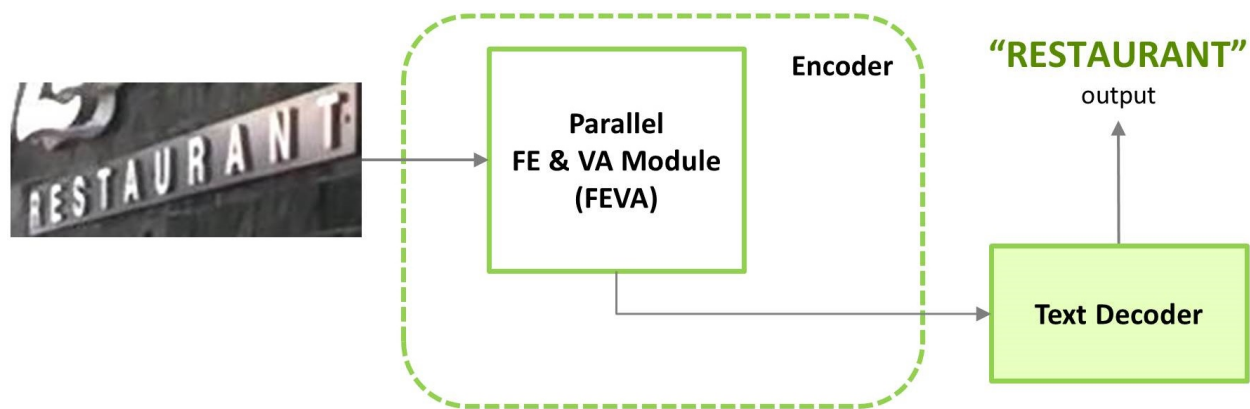 RESTAURANT
Encoder
Parallel
FE & VA Module
(FEVA)
“RESTAURANT”
output
Text Decoder